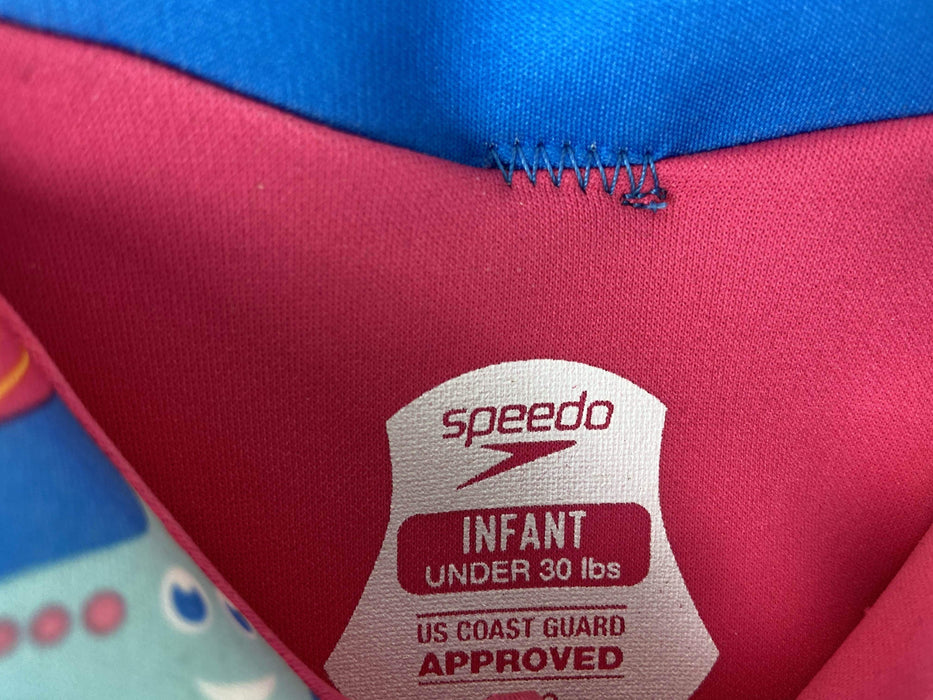 speedo
INFANT
UNDER 30 lbs
US COAST GUARD
APPROVED